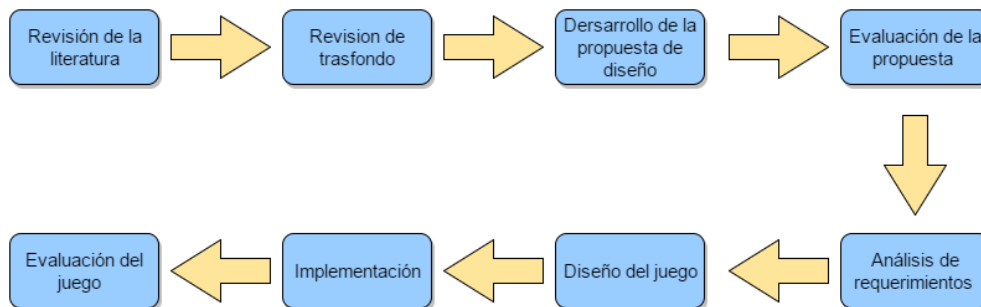 Revisión de la
literatura
Revision de
trasfondo
Dersarrollo de la
propuesta de
diseño
Evaluación de la
propuesta
Evaluación del
juego
Implementación
Diseño del juego
Análisis de
requerimientos